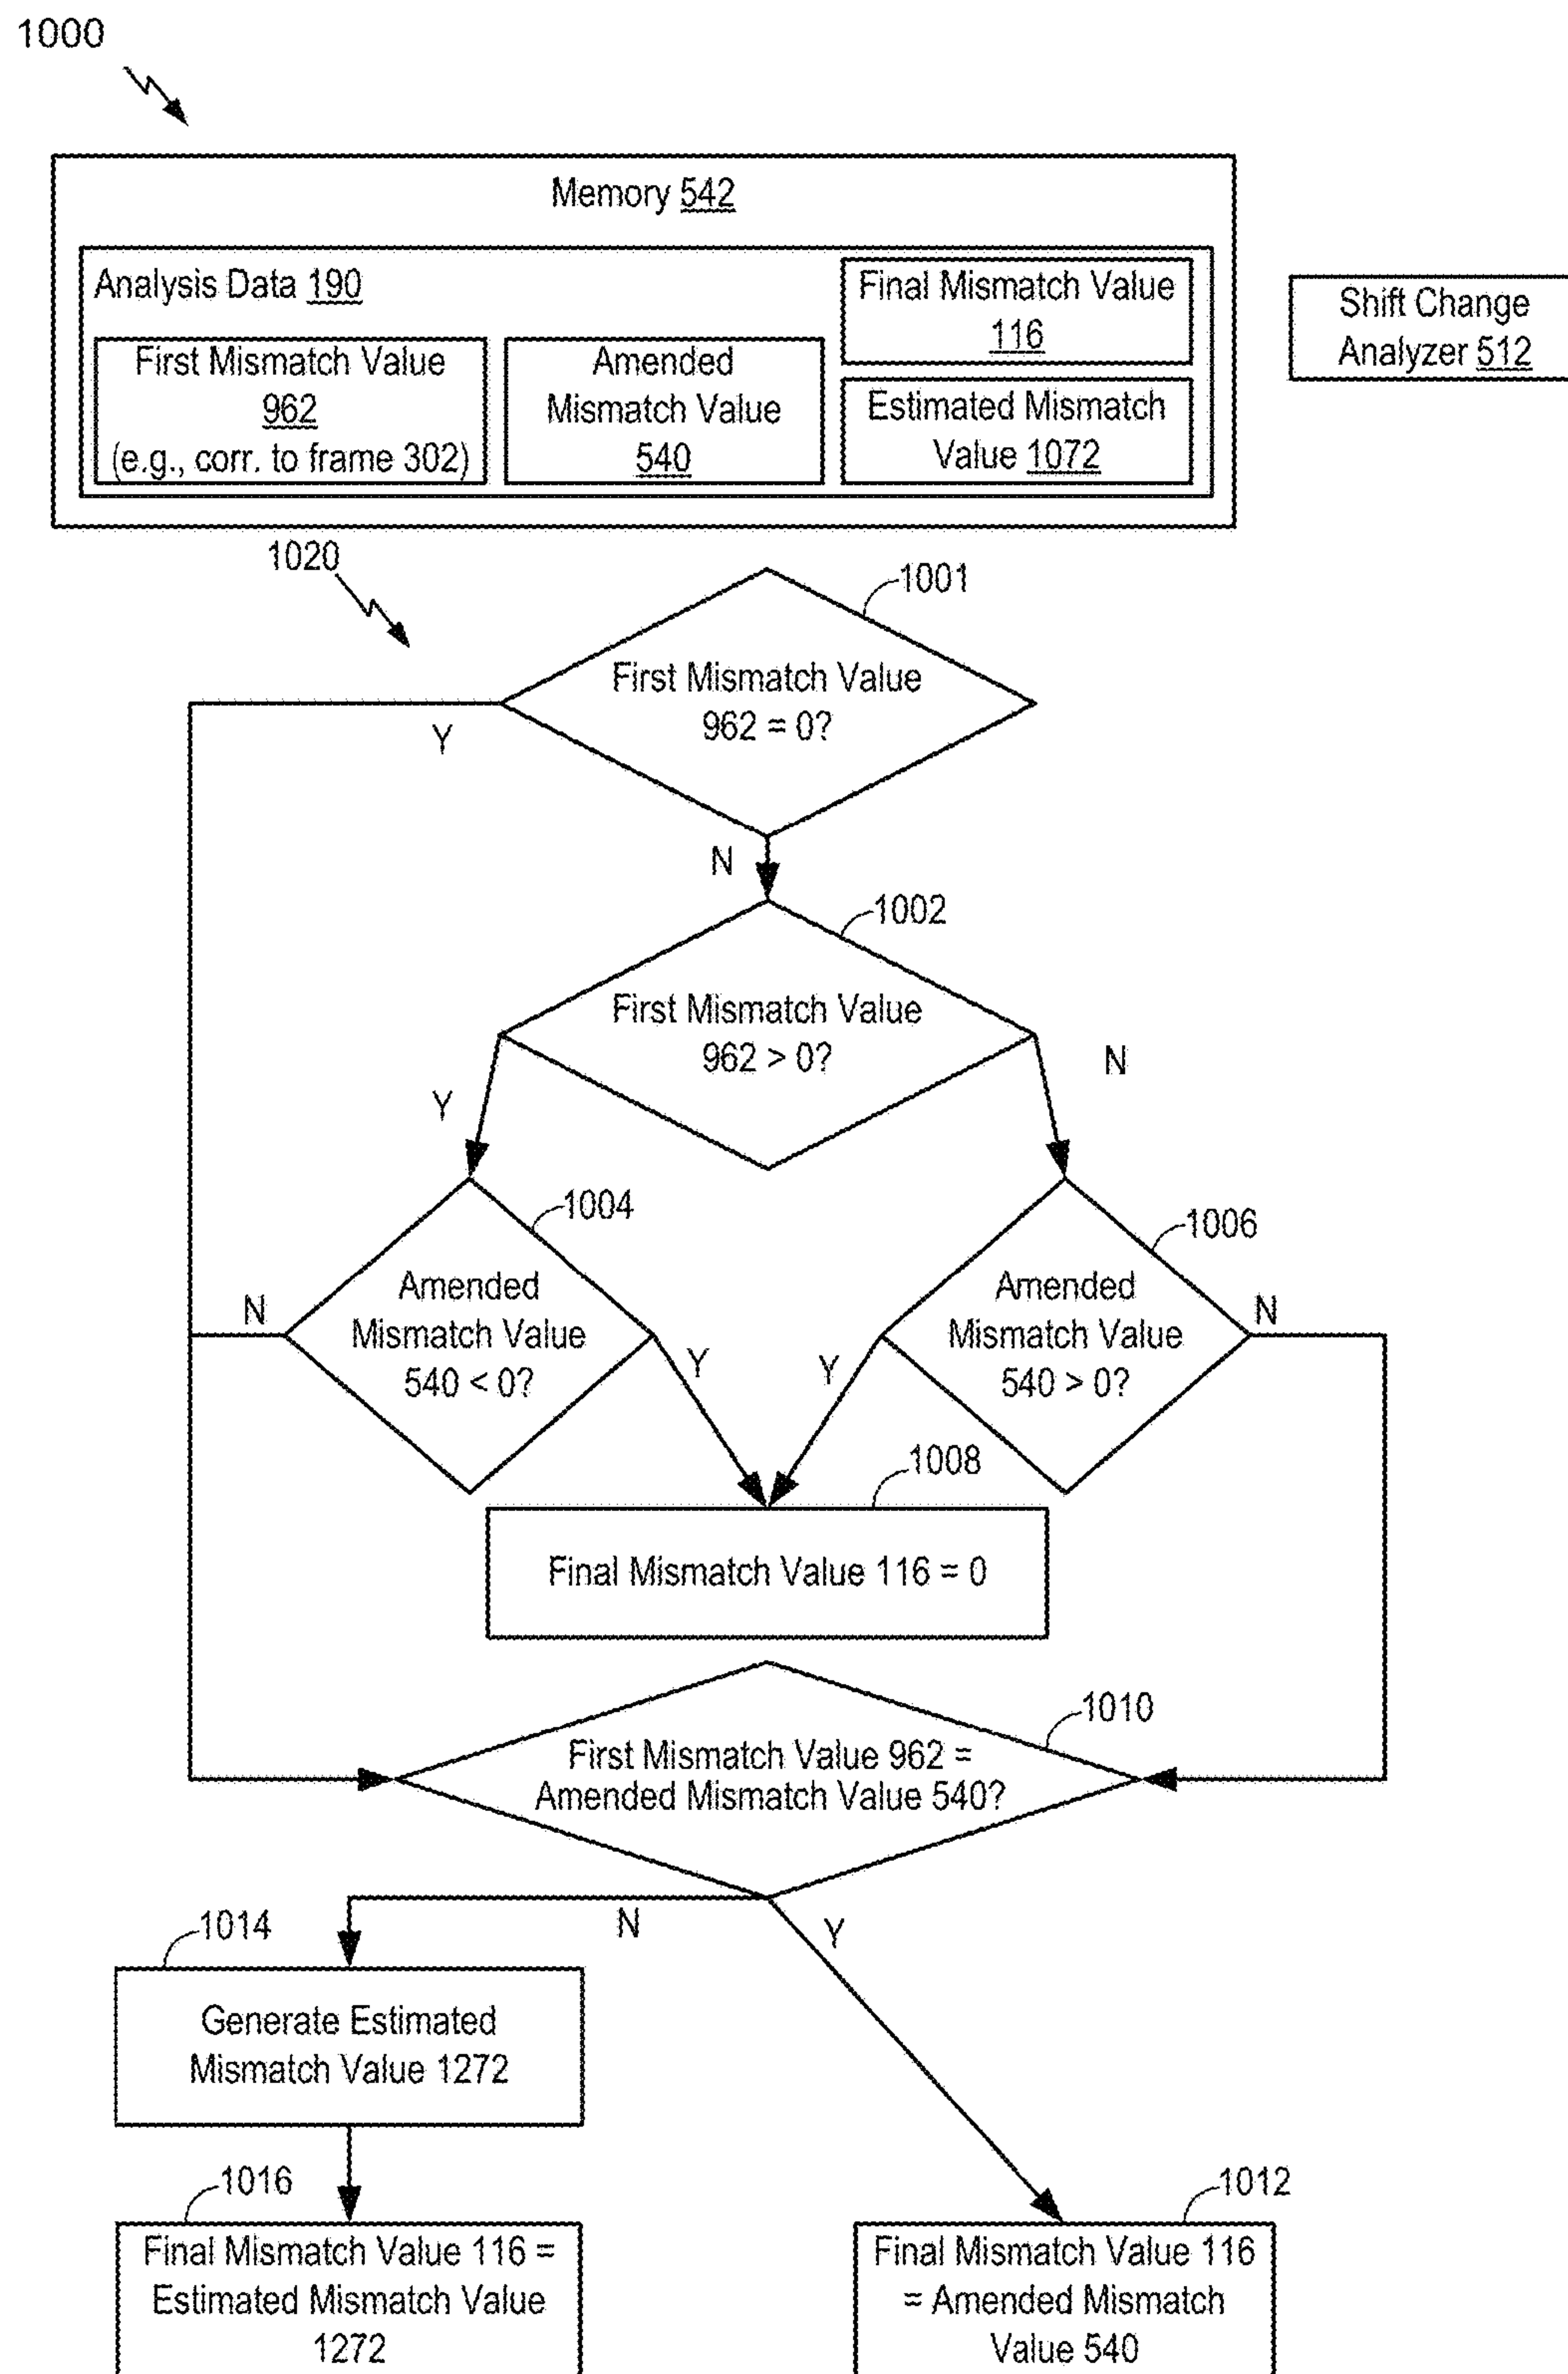 1000
Memory 542
Analysis Data 190
First Mismatch Value
962
(e.g., corr. to frame 302)
Amended
Mismatch Value
540
Final Mismatch Value
116
Estimated Mismatch
Value 1072
Shift Change
Analyzer 512
1020
1001
First Mismatch Value
962 = 0?
Y
N
1002
First Mismatch Value
962 > 0?
Y
N
1004
Amended
Mismatch Value
540 < 0?
N
Y
1006
Amended
Mismatch Value
540 > 0?
Y
N
1008
Final Mismatch Value 116 = 0
1010
First Mismatch Value 962 =
Amended Mismatch Value 540?
N
Y
1014
Generate Estimated
Mismatch Value 1272
1016
Final Mismatch Value 116 =
Estimated Mismatch Value
1272
1012
Final Mismatch Value 116
= Amended Mismatch
Value 540